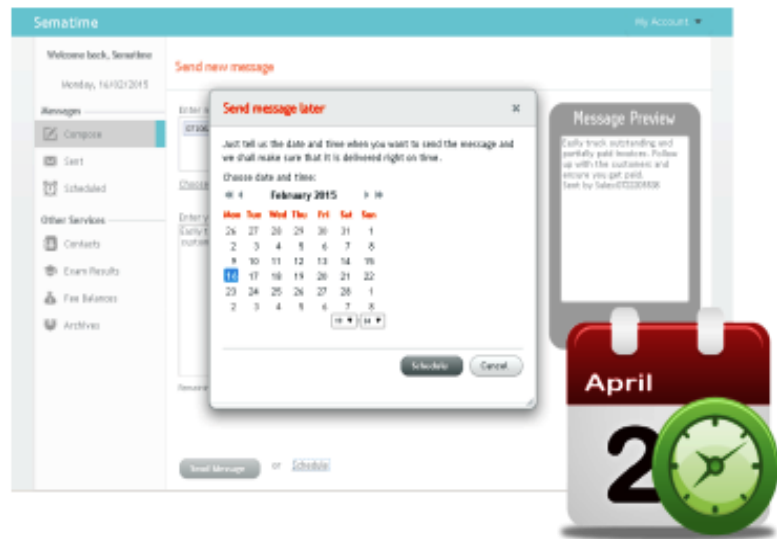 Sematime
My Account
Welcome back, Sematime
Monday, 16/02/2015
Send new message
Messages
Compose
Sent
Scheduled
Other Services
Contacts
Exam Results
Fee Balances
Archives
Send message later
Just tell us the date and time when you want to send the message and
we shall make sure that it is delivered right on time.
Choose date and time:
February 2015
Mon Tue Wed Thu Fri Sat Sun
26 27 28 29 30 31 1
2 3 4 5 6 7 8
9 10 11 12 13 14 15
16 17 18 19 20 21 22
23 24 25 26 27 28 1
2 3 4 5 6 7 8
Schedule
Cancel
Message Preview
Easily track outstanding and
partially paid invoices. Follow
up with the customers and
ensure you get paid.
Send Message or Schedule
April
2